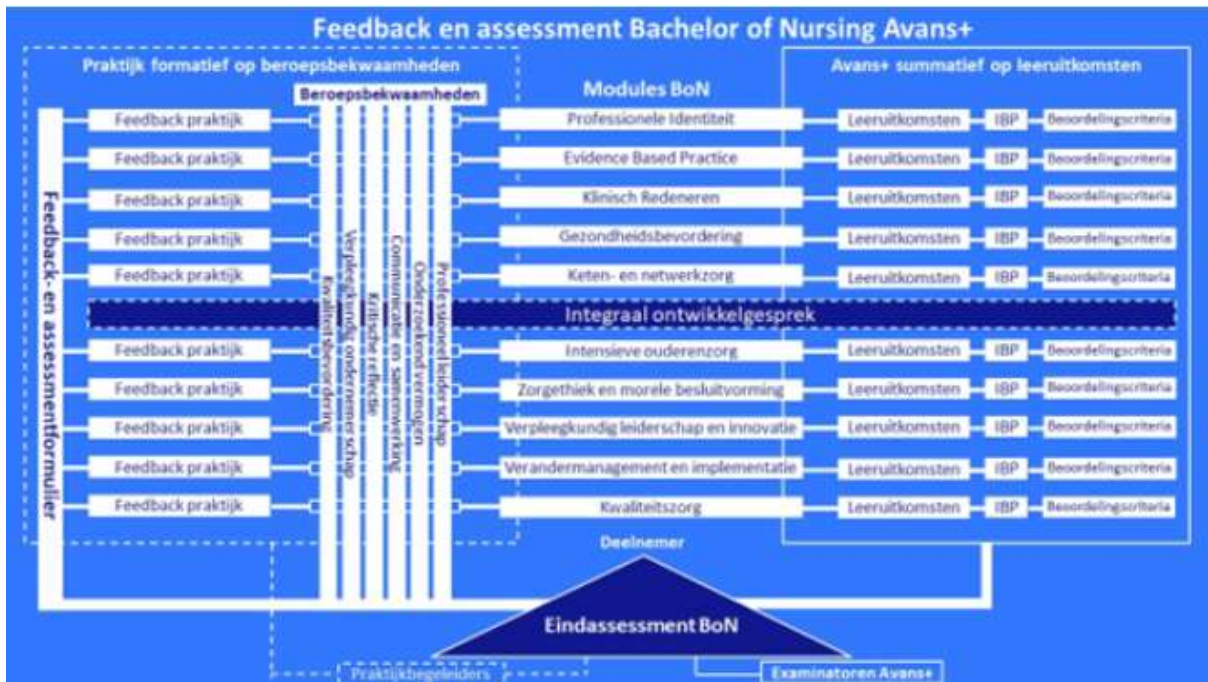 Feedback en assessment Bachelor of Nursing Avans+
Praktijk formatief op beroepsbekwaamheden
Avans+ summatief op leeruitkomsten
Beroepsbekwaamheden
Modules BoN
Feedback praktijk
Professionele Identiteit
Leeruitkomsten
IBP
Beoordelingscriteria
Feedback praktijk
Evidence Based Practice
Leeruitkomsten
IBP
Beoordelingscriteria
Feedback praktijk
Klinisch Redeneren
Leeruitkomsten
IBP
Beoordelingscriteria
Feedback praktijk
Gezondheidsbevordering
Leeruitkomsten
IBP
Beoordelingscriteria
Feedback praktijk
Keten- en netwerkzorg
Leeruitkomsten
IBP
Beoordelingscriteria
Integraal ontwikkelgesprek
Feedback praktijk
Intensieve ouderenzorg
Leeruitkomsten
IBP
Beoordelingscriteria
Feedback praktijk
Zorgethiek en morele besluitvorming
Leeruitkomsten
IBP
Beoordelingscriteria
Feedback praktijk
Verpleegkundig leiderschap en innovatie
Leeruitkomsten
IBP
Beoordelingscriteria
Feedback praktijk
Verandermanagement en implementatie
Leeruitkomsten
IBP
Beoordelingscriteria
Feedback praktijk
Kwaliteitszorg
Leeruitkomsten
IBP
Beoordelingscriteria
Feedback- en assessmentformulier
Kwaliteitsbevordering
Verpleegkundig ondernemerschap
Kritische reflectie
Communicatie en samenwerking
Onderzoekend vermogen
Professioneel leiderschap
Deelnemer
Eindassessment BoN
Praktijkbegeleiders
Examinatoren Avans+